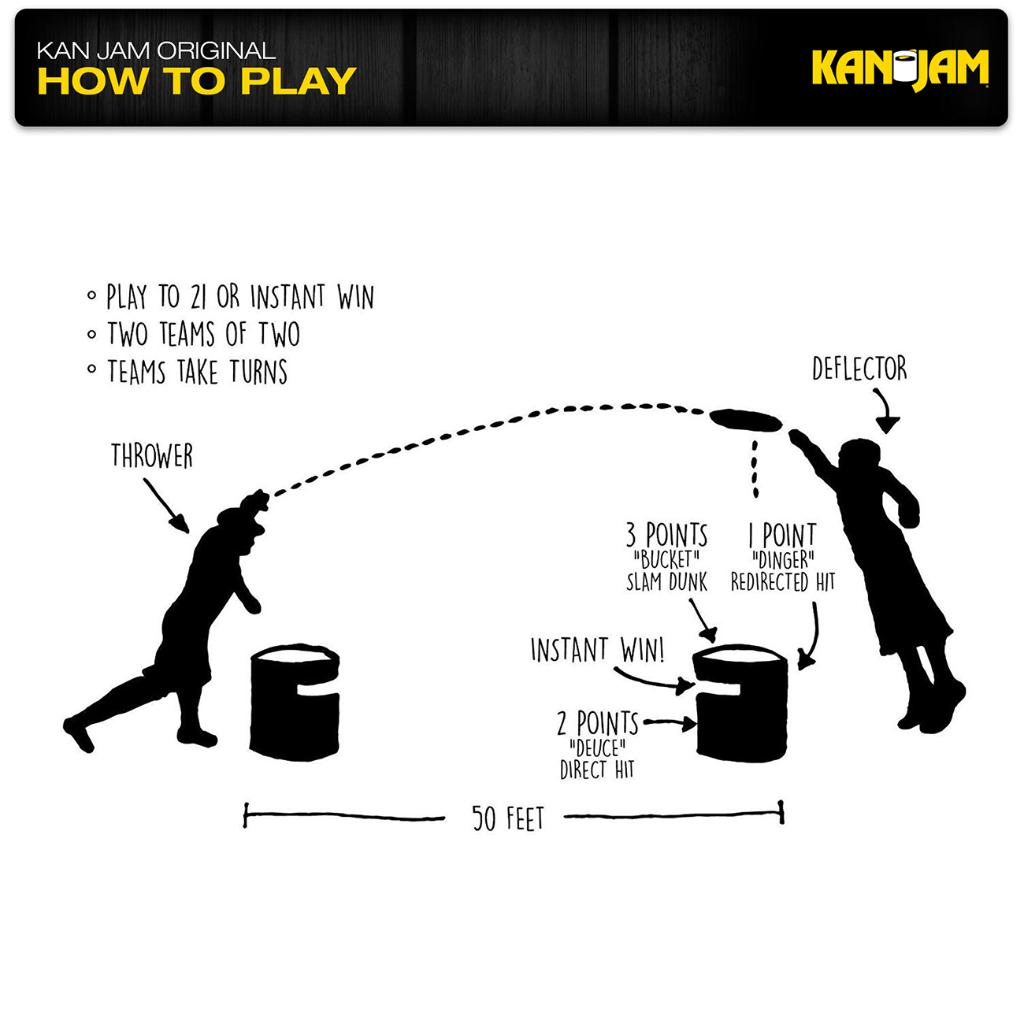 KAN JAM ORIGINAL
HOW TO PLAY
KAN JAM
PLAY TO 21 OR INSTANT WIN
TWO TEAMS OF TWO
TEAMS TAKE TURNS
DEFLECTOR
THROWER
3 POINTS
"BUCKET"
SLAM DUNK
1 POINT
"DINGER"
REDIRECTED HIT
INSTANT WIN!
2 POINTS
"DEUCE"
DIRECT HIT
50 FEET